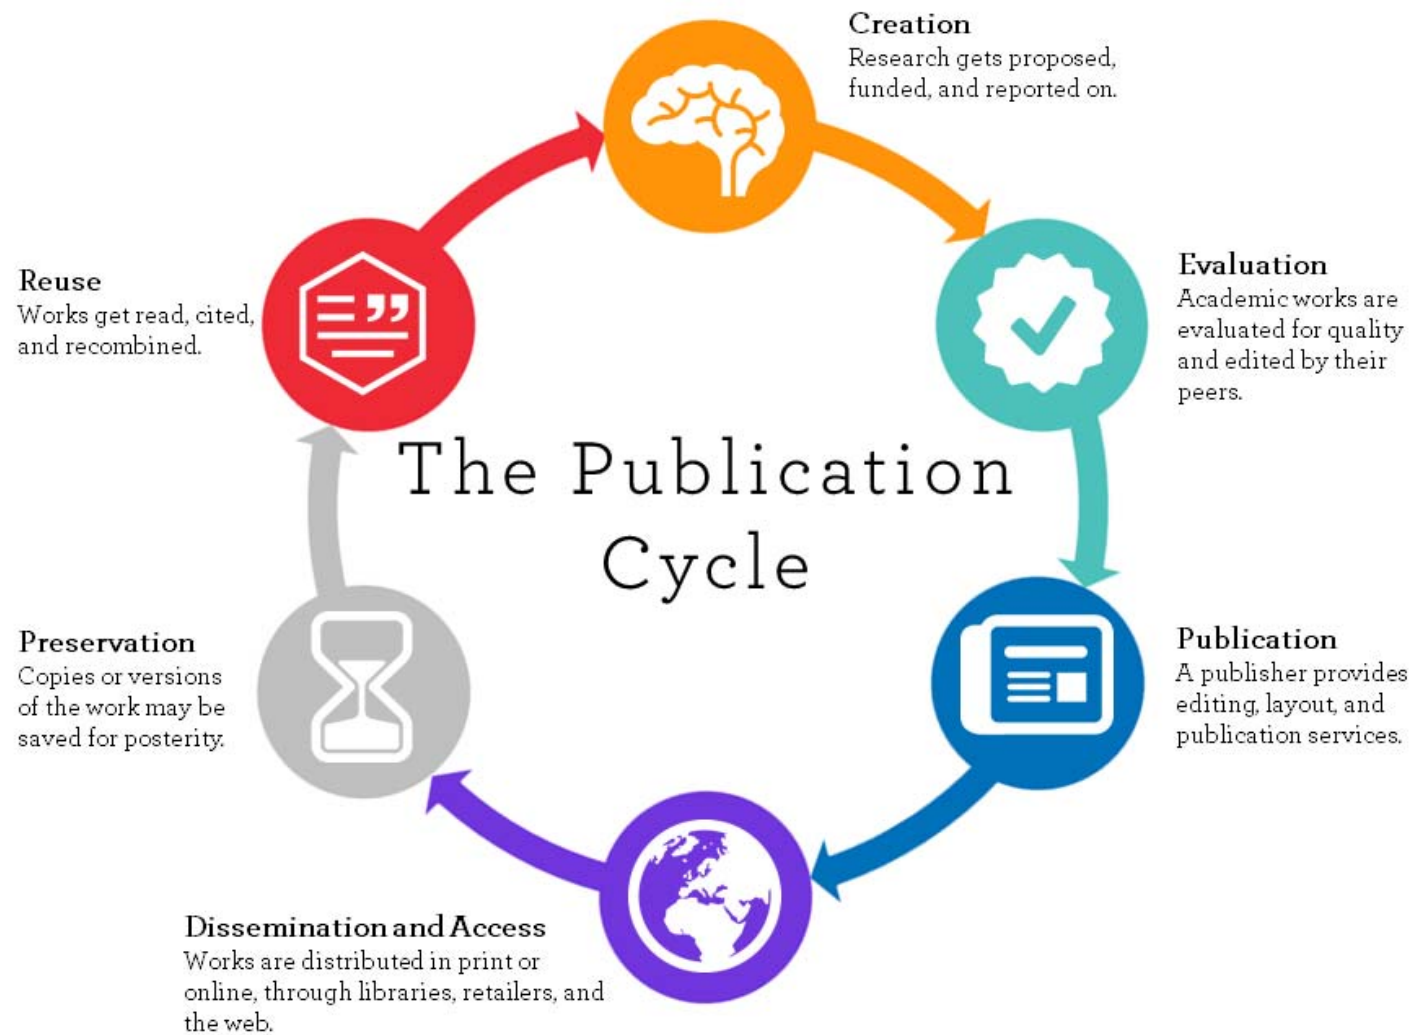 Creation
Research gets proposed,
funded, and reported on.
Evaluation
Academic works are
evaluated for quality
and edited by their
peers.
Reuse
Works get read, cited,
and recombined.
The Publication
Cycle
Publication
A publisher provides
editing, layout, and
publication services.
Preservation
Copies or versions
of the work may be
saved for posterity.
Dissemination and Access
Works are distributed in print or
online, through libraries, retailers, and
the web.